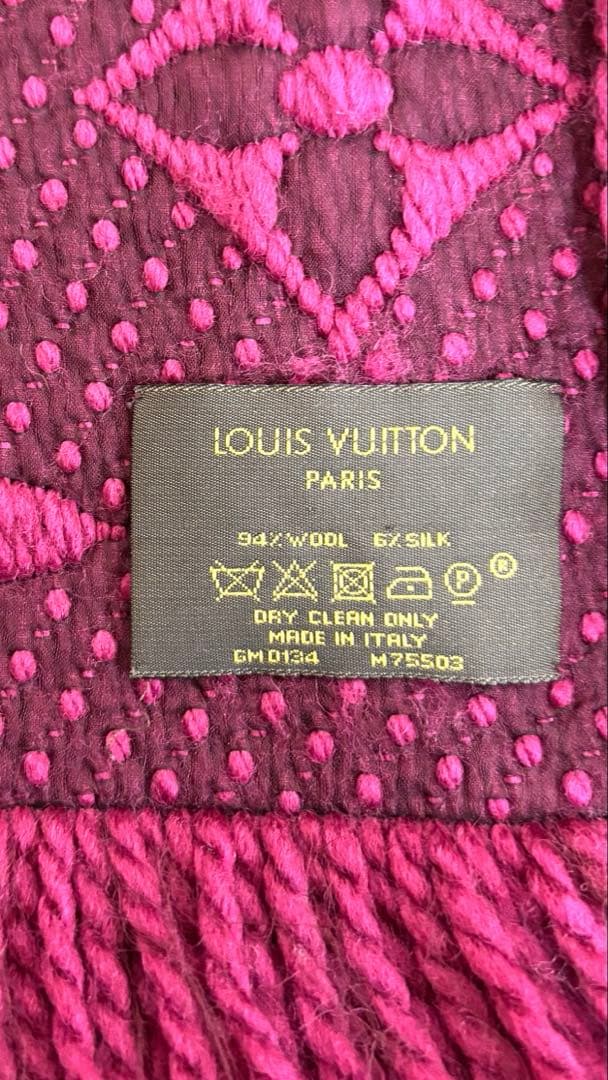 LOUIS VUITTON
PARIS
94% WOOL 6% SILK
P ®
DRY CLEAN ONLY
MADE IN ITALY
GM0134 M75503